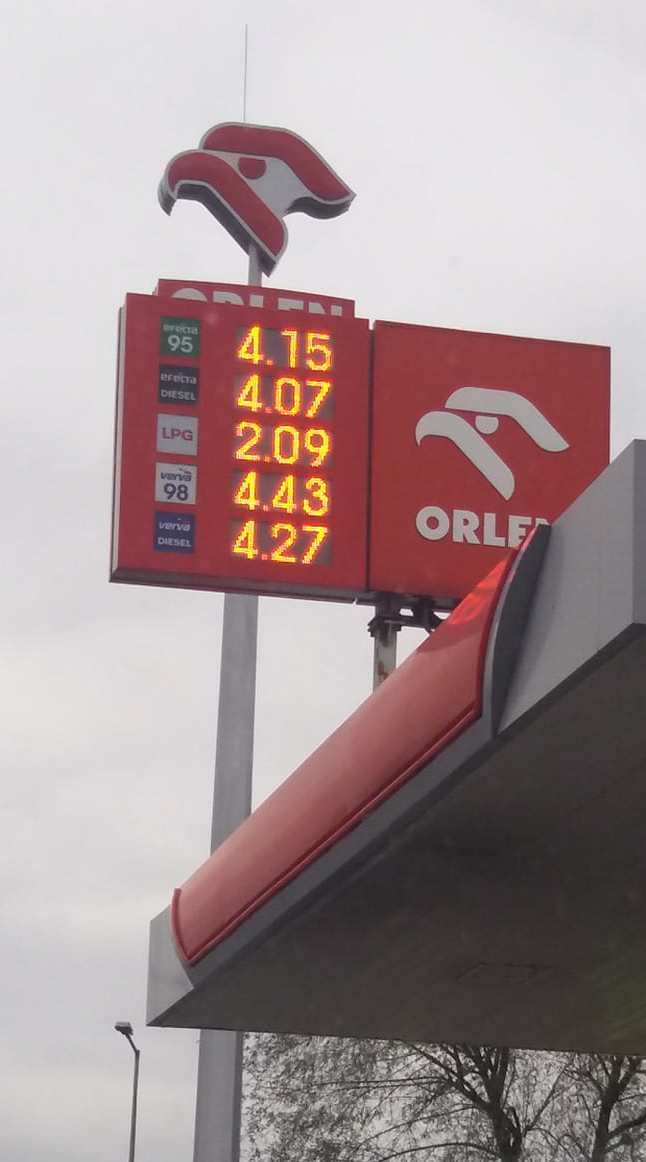 ORLEN
efecta 95 4.15
efecta DIESEL 4.07
LPG 2.09
verva 98 4.43
verva DIESEL 4.27
ORLEN